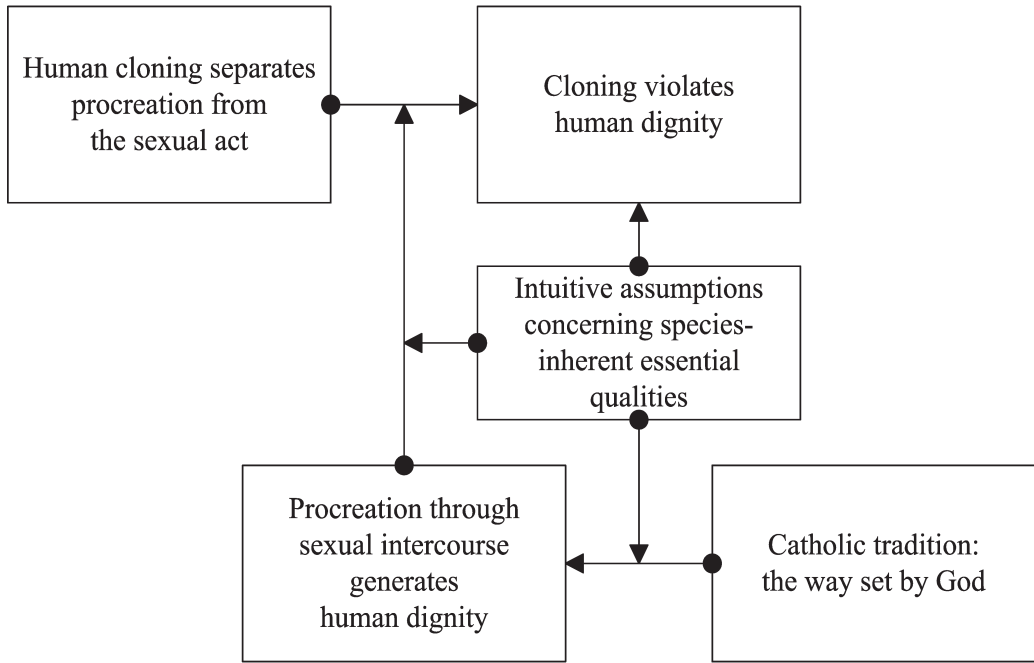 Human cloning separates
procreation from
the sexual act
Cloning violates
human dignity
Intuitive assumptions
concerning species-
inherent essential
qualities
Procreation through
sexual intercourse
generates
human dignity
Catholic tradition:
the way set by God